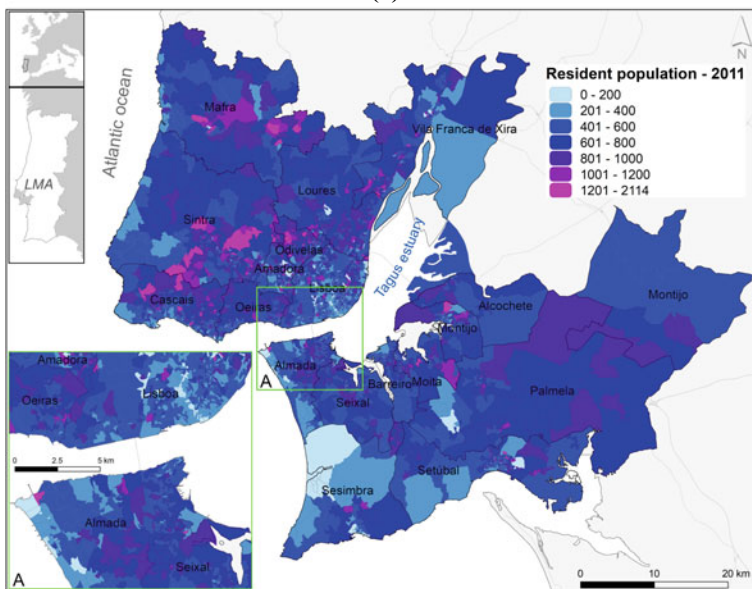 N
Resident population - 2011
0 - 200
201 - 400
401 - 600
601 - 800
801 - 1000
1001 - 1200
1201 - 2114
Atlantic ocean
LMA
Mafra
Vila Franca de Xira
Loures
Sintra
Odivelas
Amadora
Lisboa
Cascais
Oeiras
Tagus estuary
Montijo
Alcochete
Montijo
A
Almada
Barreiro
Moita
Palmela
Seixal
Setúbal
Sesimbra
Amadora
Oeiras
Lisboa
0 2.5 5 km
Almada
Seixal
A
0 10 20 km